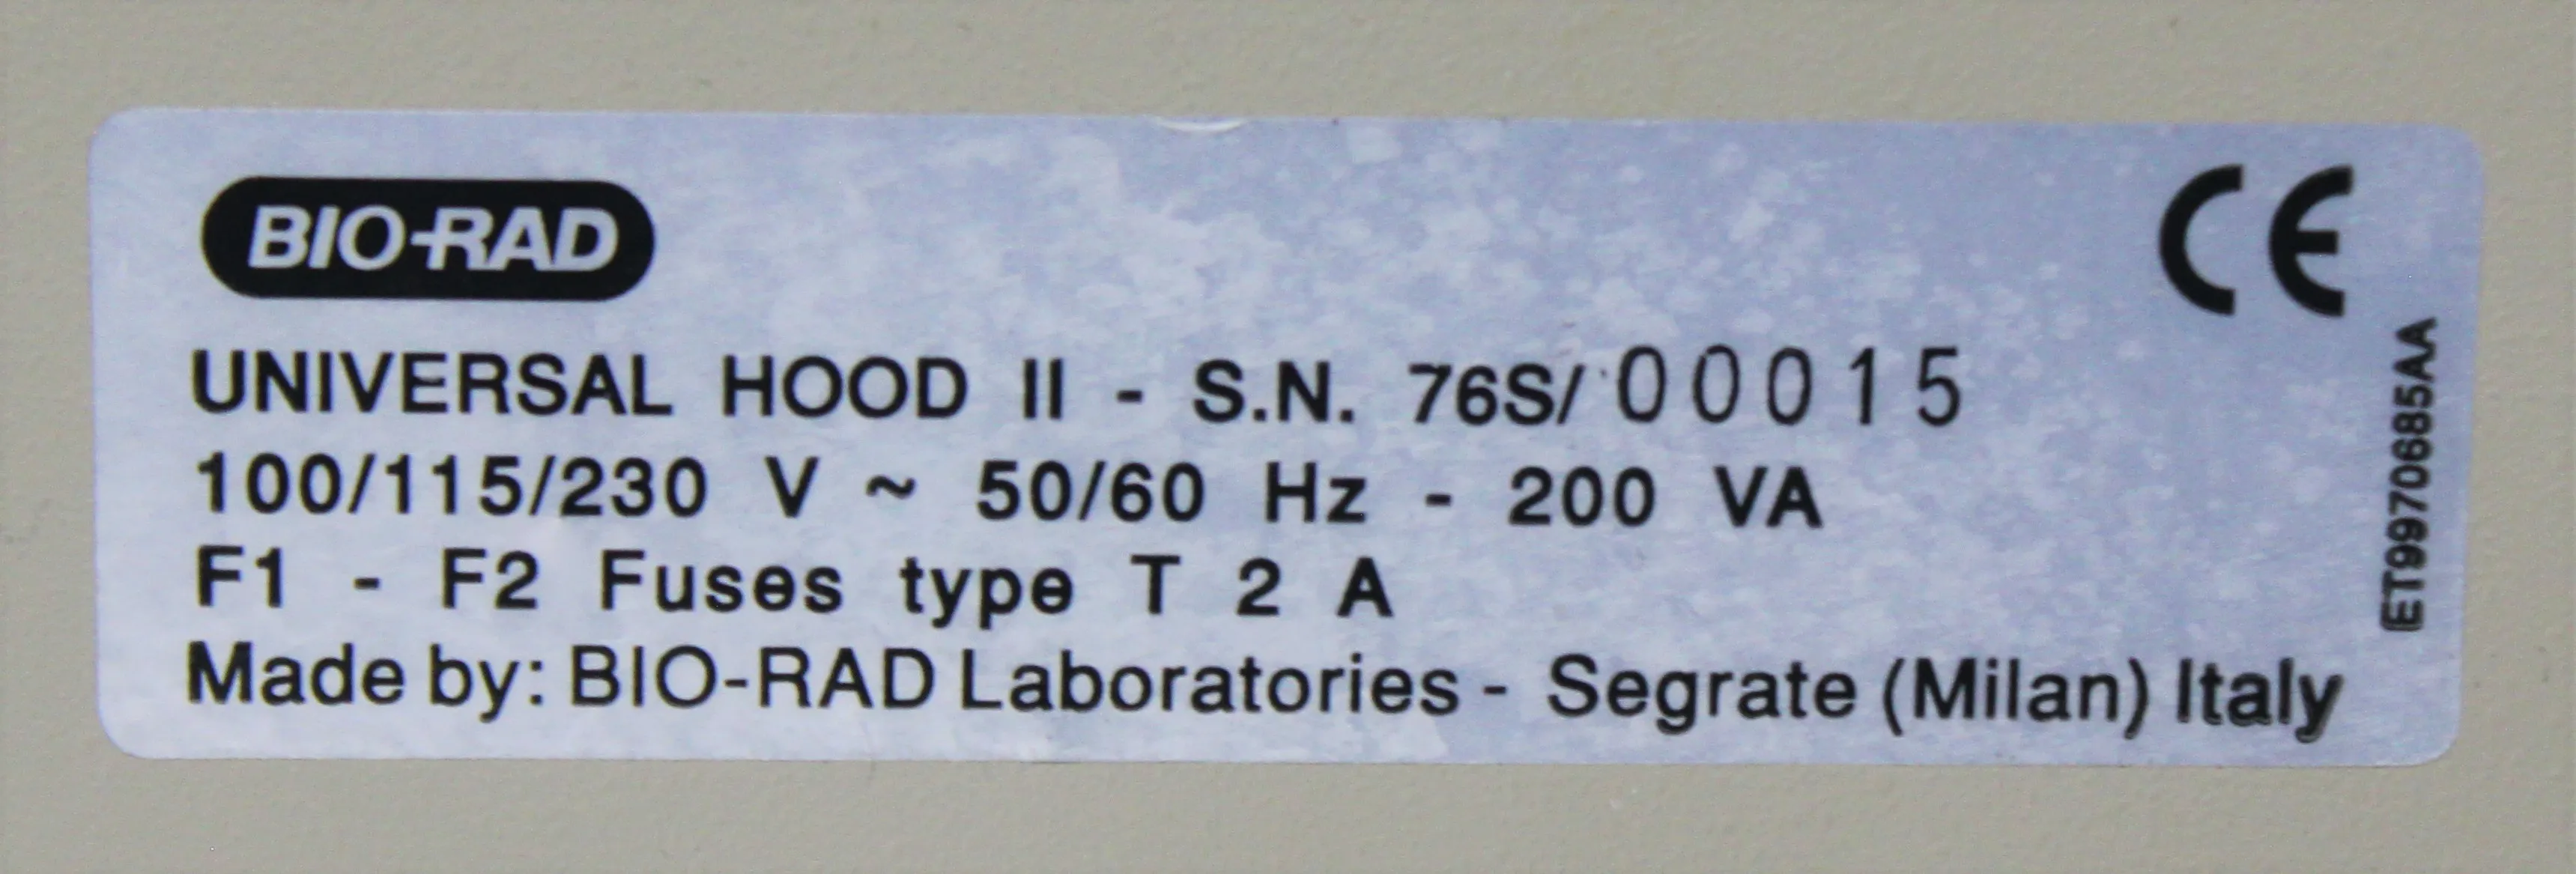 BIO-RAD
CE
UNIVERSAL HOOD II - S.N. 76S/00015
100/115/230 V ~ 50/60 Hz - 200 VA
F1 - F2 Fuses type T 2 A
Made by: BIO-RAD Laboratories - Segrate (Milan) Italy
ET9970685AA